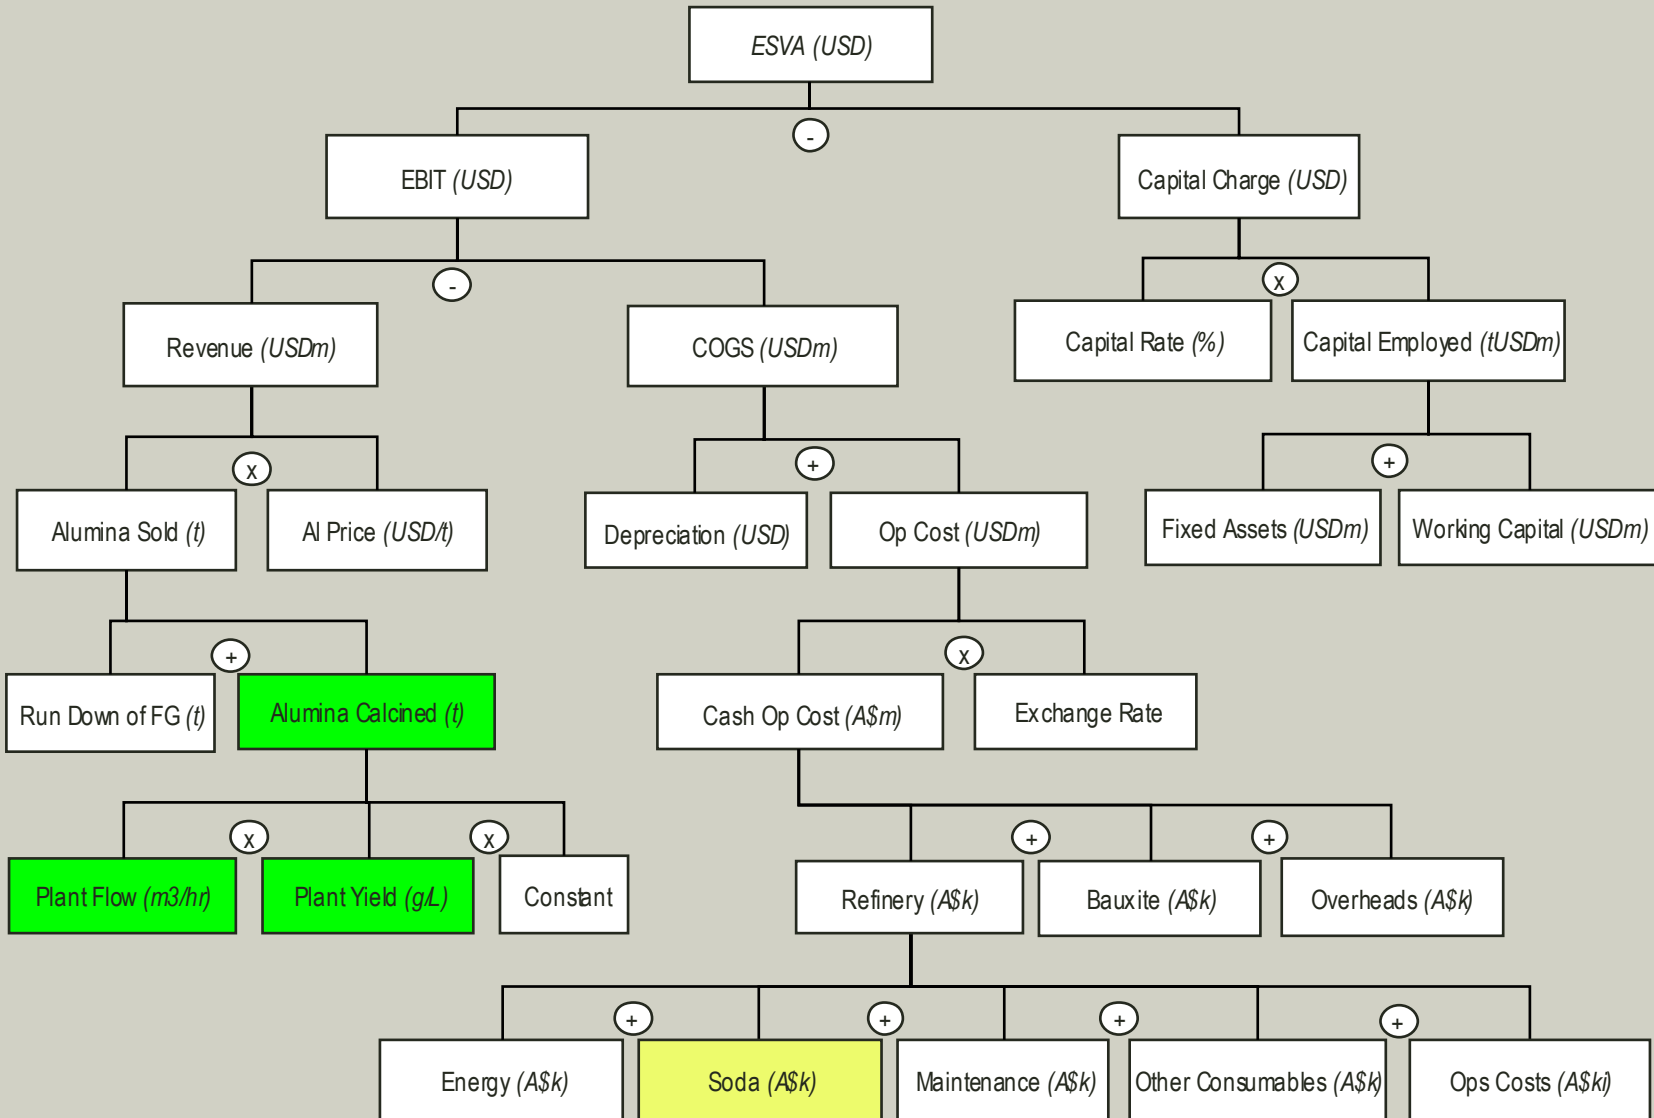 ESVA (USD)
-
EBIT (USD)
Capital Charge (USD)
-
x
Revenue (USDm)
COGS (USDm)
Capital Rate (%)
Capital Employed (tUSDm)
x
+
+
Alumina Sold (t)
Al Price (USD/t)
Depreciation (USD)
Op Cost (USDm)
Fixed Assets (USDm)
Working Capital (USDm)
+
x
Run Down of FG (t)
Alumina Calcined (t)
Cash Op Cost (A$m)
Exchange Rate
x
x
+
+
Plant Flow (m3/hr)
Plant Yield (g/L)
Constant
Refinery (A$k)
Bauxite (A$k)
Overheads (A$k)
+
+
+
+
Energy (A$k)
Soda (A$k)
Maintenance (A$k)
Other Consumables (A$k)
Ops Costs (A$ki)